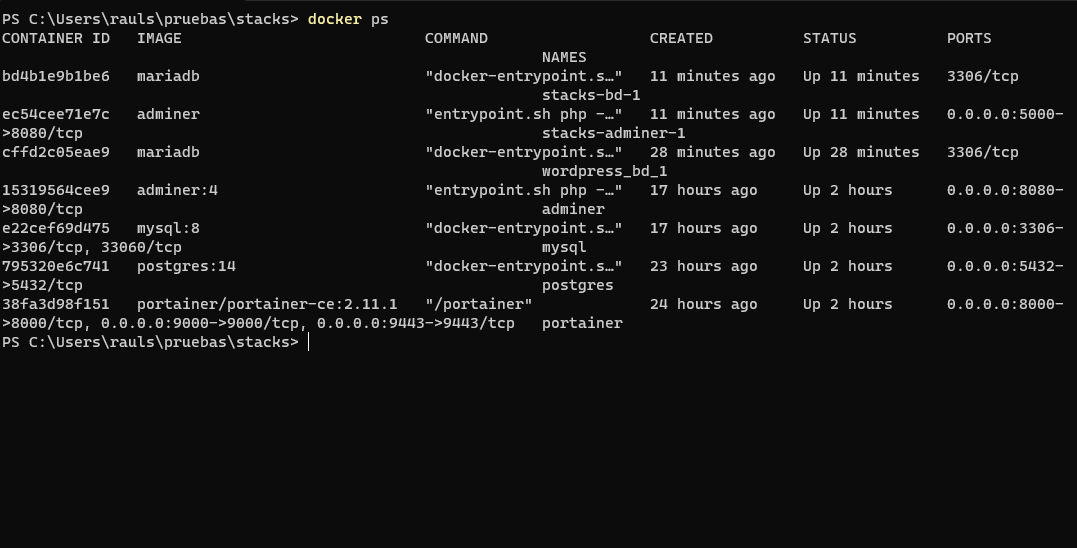 PS C:\Users\rauls\pruebas\stacks> docker ps
CONTAINER ID   IMAGE                           COMMAND                  CREATED          STATUS          PORTS
                                                            NAMES
bd4b1e9b1be6   mariadb                         "docker-entrypoint.s…"   11 minutes ago   Up 11 minutes   3306/tcp
                                                            stacks-bd-1
ec54cee71e7c   adminer                         "entrypoint.sh php -…"   11 minutes ago   Up 11 minutes   0.0.0.0:5000-
>8080/tcp                                                   stacks-adminer-1
cffd2c05eae9   mariadb                         "docker-entrypoint.s…"   28 minutes ago   Up 28 minutes   3306/tcp
                                                            wordpress_bd_1
15319564cee9   adminer:4                       "entrypoint.sh php -…"   17 hours ago     Up 2 hours      0.0.0.0:8080-
>8080/tcp                                                   adminer
e22cef69d475   mysql:8                         "docker-entrypoint.s…"   17 hours ago     Up 2 hours      0.0.0.0:3306-
>3306/tcp, 33060/tcp                                        mysql
795320e6c741   postgres:14                     "docker-entrypoint.s…"   23 hours ago     Up 2 hours      0.0.0.0:5432-
>5432/tcp                                                   postgres
38fa3d98f151   portainer/portainer-ce:2.11.1   "/portainer"             24 hours ago     Up 2 hours      0.0.0.0:8000-
>8000/tcp, 0.0.0.0:9000->9000/tcp, 0.0.0.0:9443->9443/tcp   portainer
PS C:\Users\rauls\pruebas\stacks>